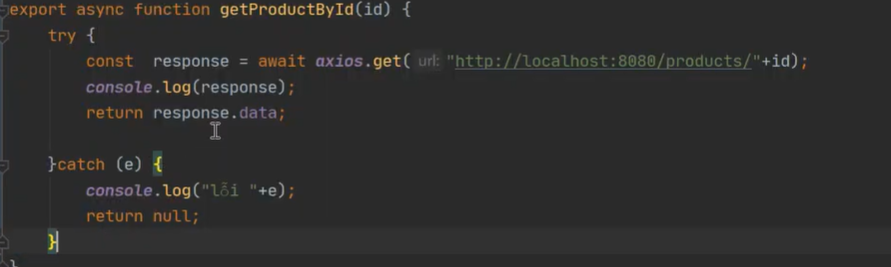 export async function getProductById(id) {
try {
const response = await axios.get( url: "http://localhost:8080/products/"+id);
console.log(response);
return response.data;
}catch (e) {
console.log("lỗi "+e);
return null;
}
}